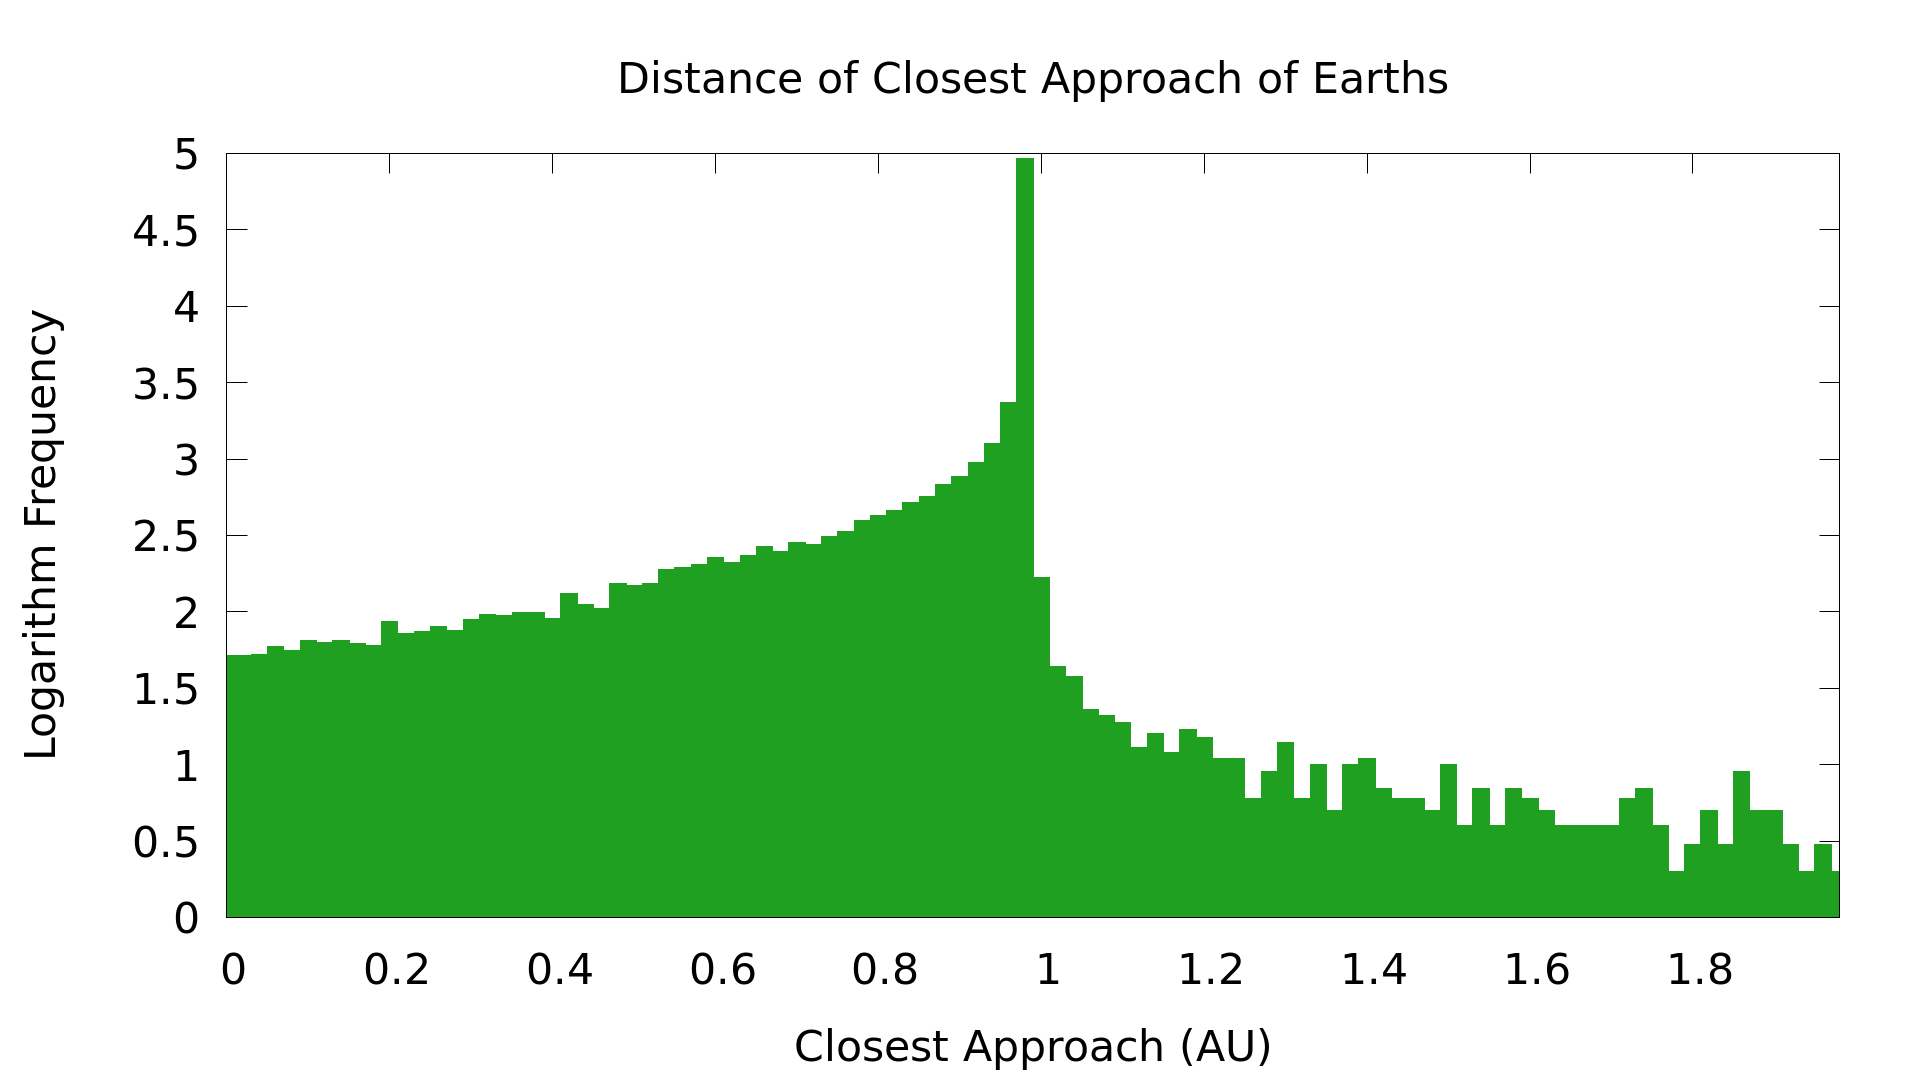 Distance of Closest Approach of Earths
5
4.5
4
3.5
3
2.5
2
1.5
1
0.5
0
Logarithm Frequency
0 0.2 0.4 0.6 0.8 1 1.2 1.4 1.6 1.8
Closest Approach (AU)